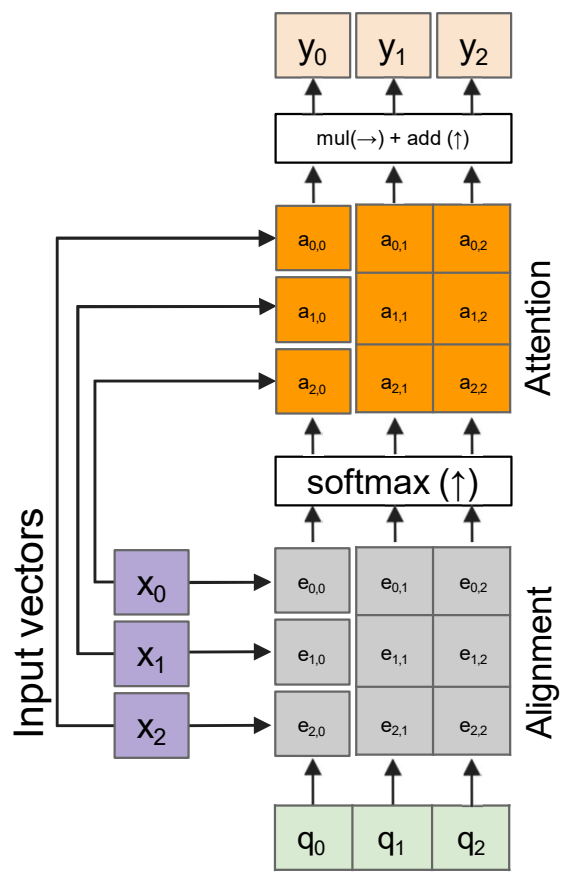 y₀ y₁ y₂
mul(→) + add (↑)
a₀,₀ a₀,₁ a₀,₂
a₁,₀ a₁,₁ a₁,₂
a₂,₀ a₂,₁ a₂,₂
Attention
softmax (↑)
Input vectors
x₀ e₀,₀ e₀,₁ e₀,₂
x₁ e₁,₀ e₁,₁ e₁,₂
x₂ e₂,₀ e₂,₁ e₂,₂
Alignment
q₀ q₁ q₂